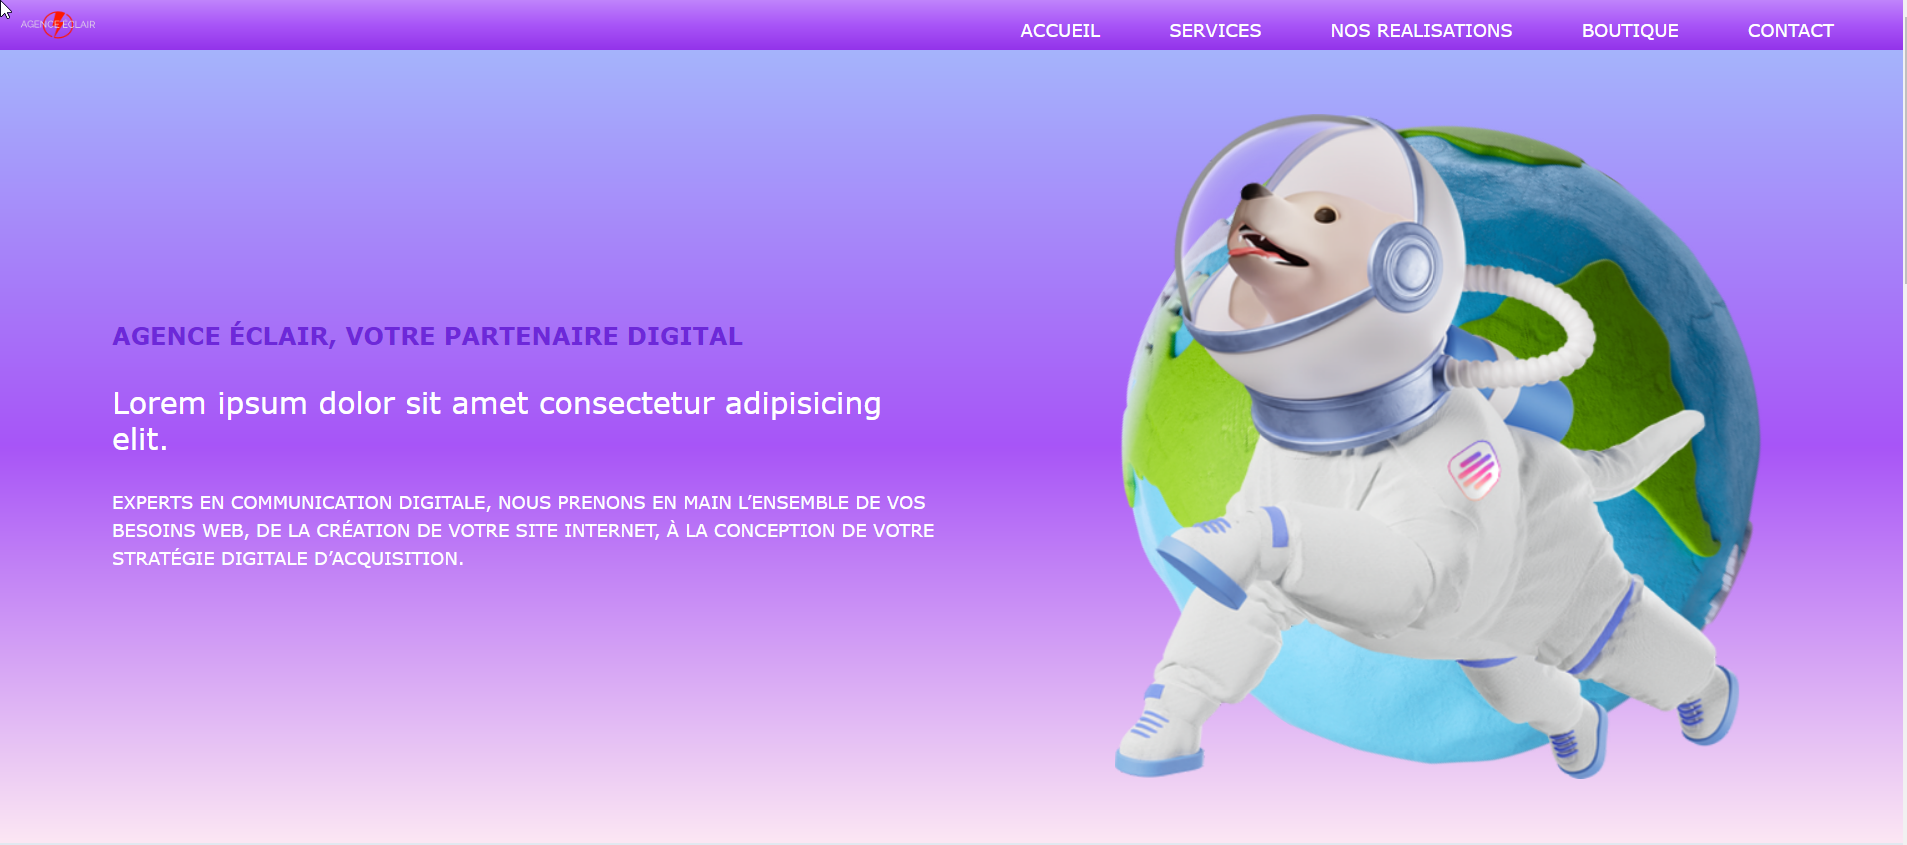 AGENCE ÉCLAIR
ACCUEIL SERVICES NOS REALISATIONS BOUTIQUE CONTACT
AGENCE ÉCLAIR, VOTRE PARTENAIRE DIGITAL
Lorem ipsum dolor sit amet consectetur adipisicing
elit.
EXPERTS EN COMMUNICATION DIGITALE, NOUS PRENONS EN MAIN L’ENSEMBLE DE VOS
BESOINS WEB, DE LA CRÉATION DE VOTRE SITE INTERNET, À LA CONCEPTION DE VOTRE
STRATÉGIE DIGITALE D’ACQUISITION.